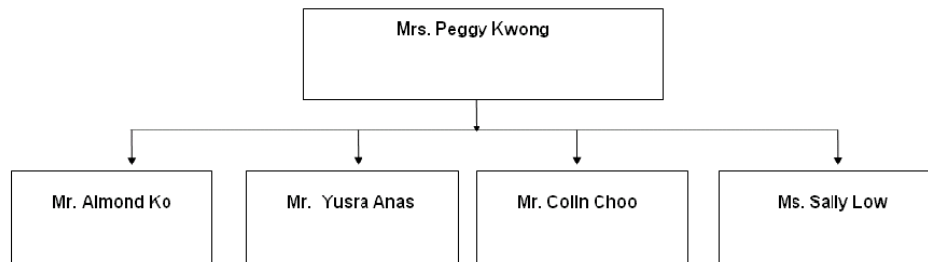 Mrs. Peggy Kwong
Mr. Almond Ko
Mr. Yusra Anas
Mr. Colin Choo
Ms. Sally Low